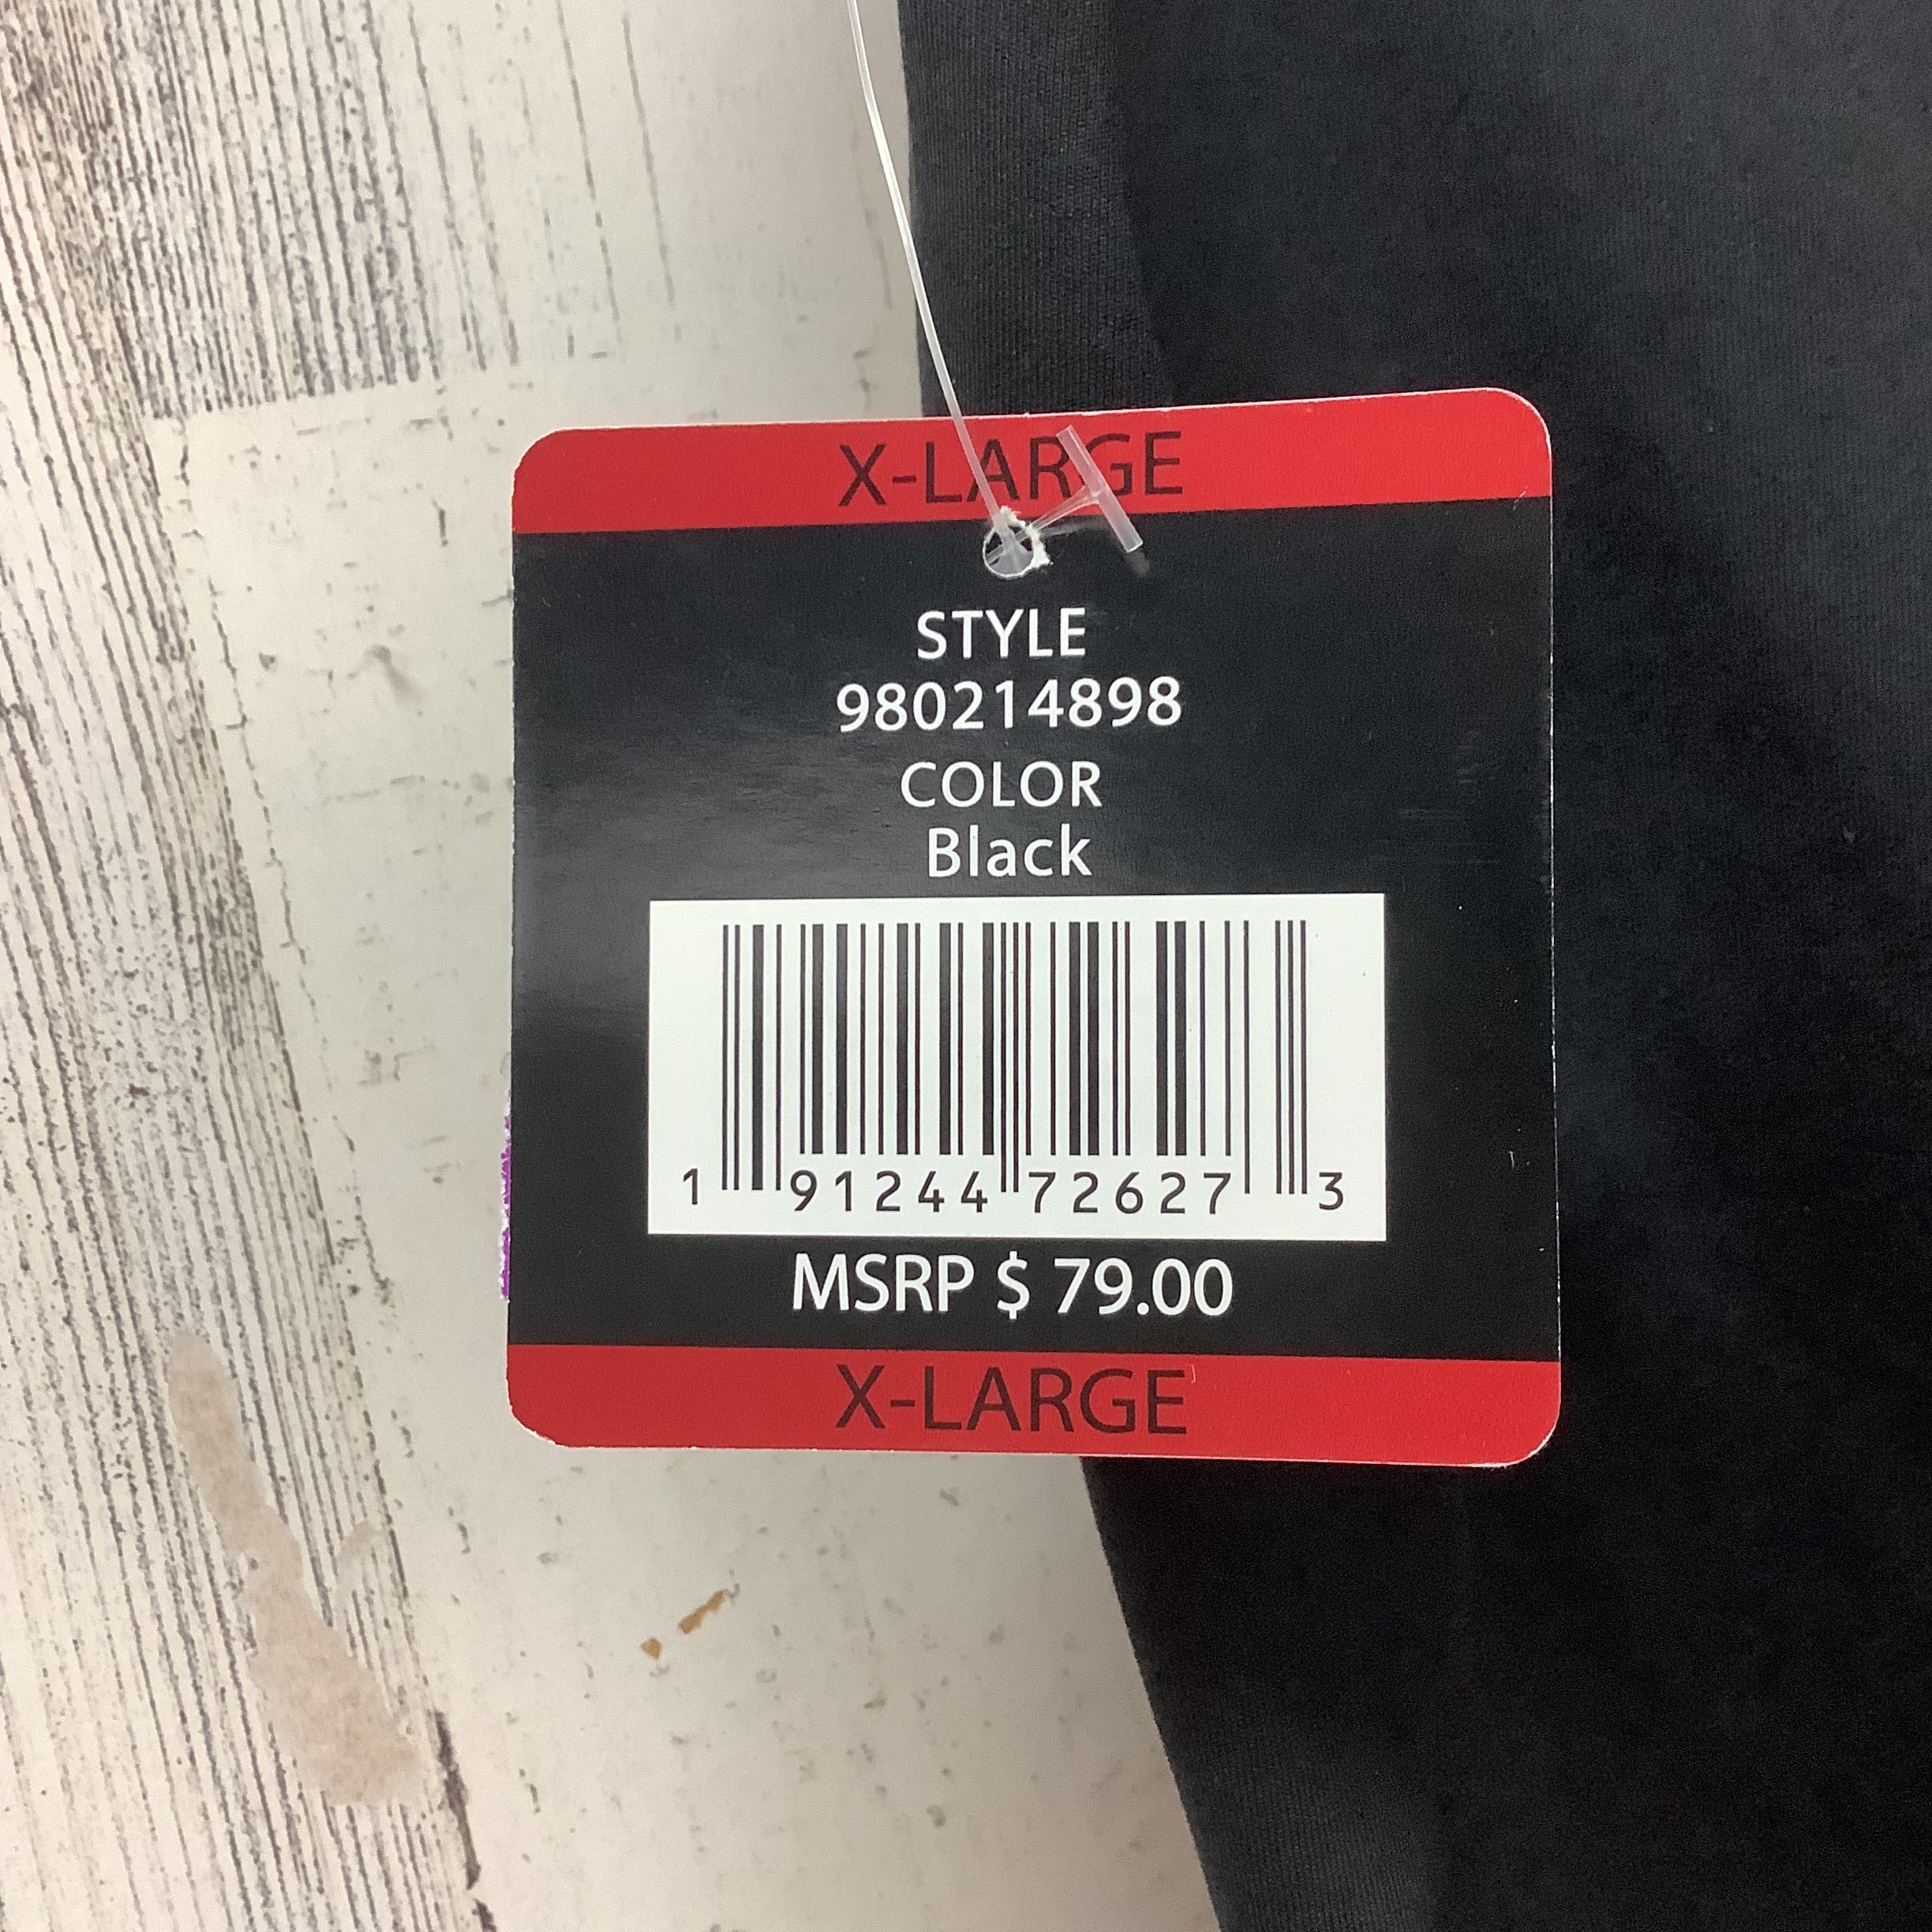 X-LARGE
STYLE
980214898
COLOR
Black
1 91244 72627 3
MSRP $ 79.00
X-LARGE